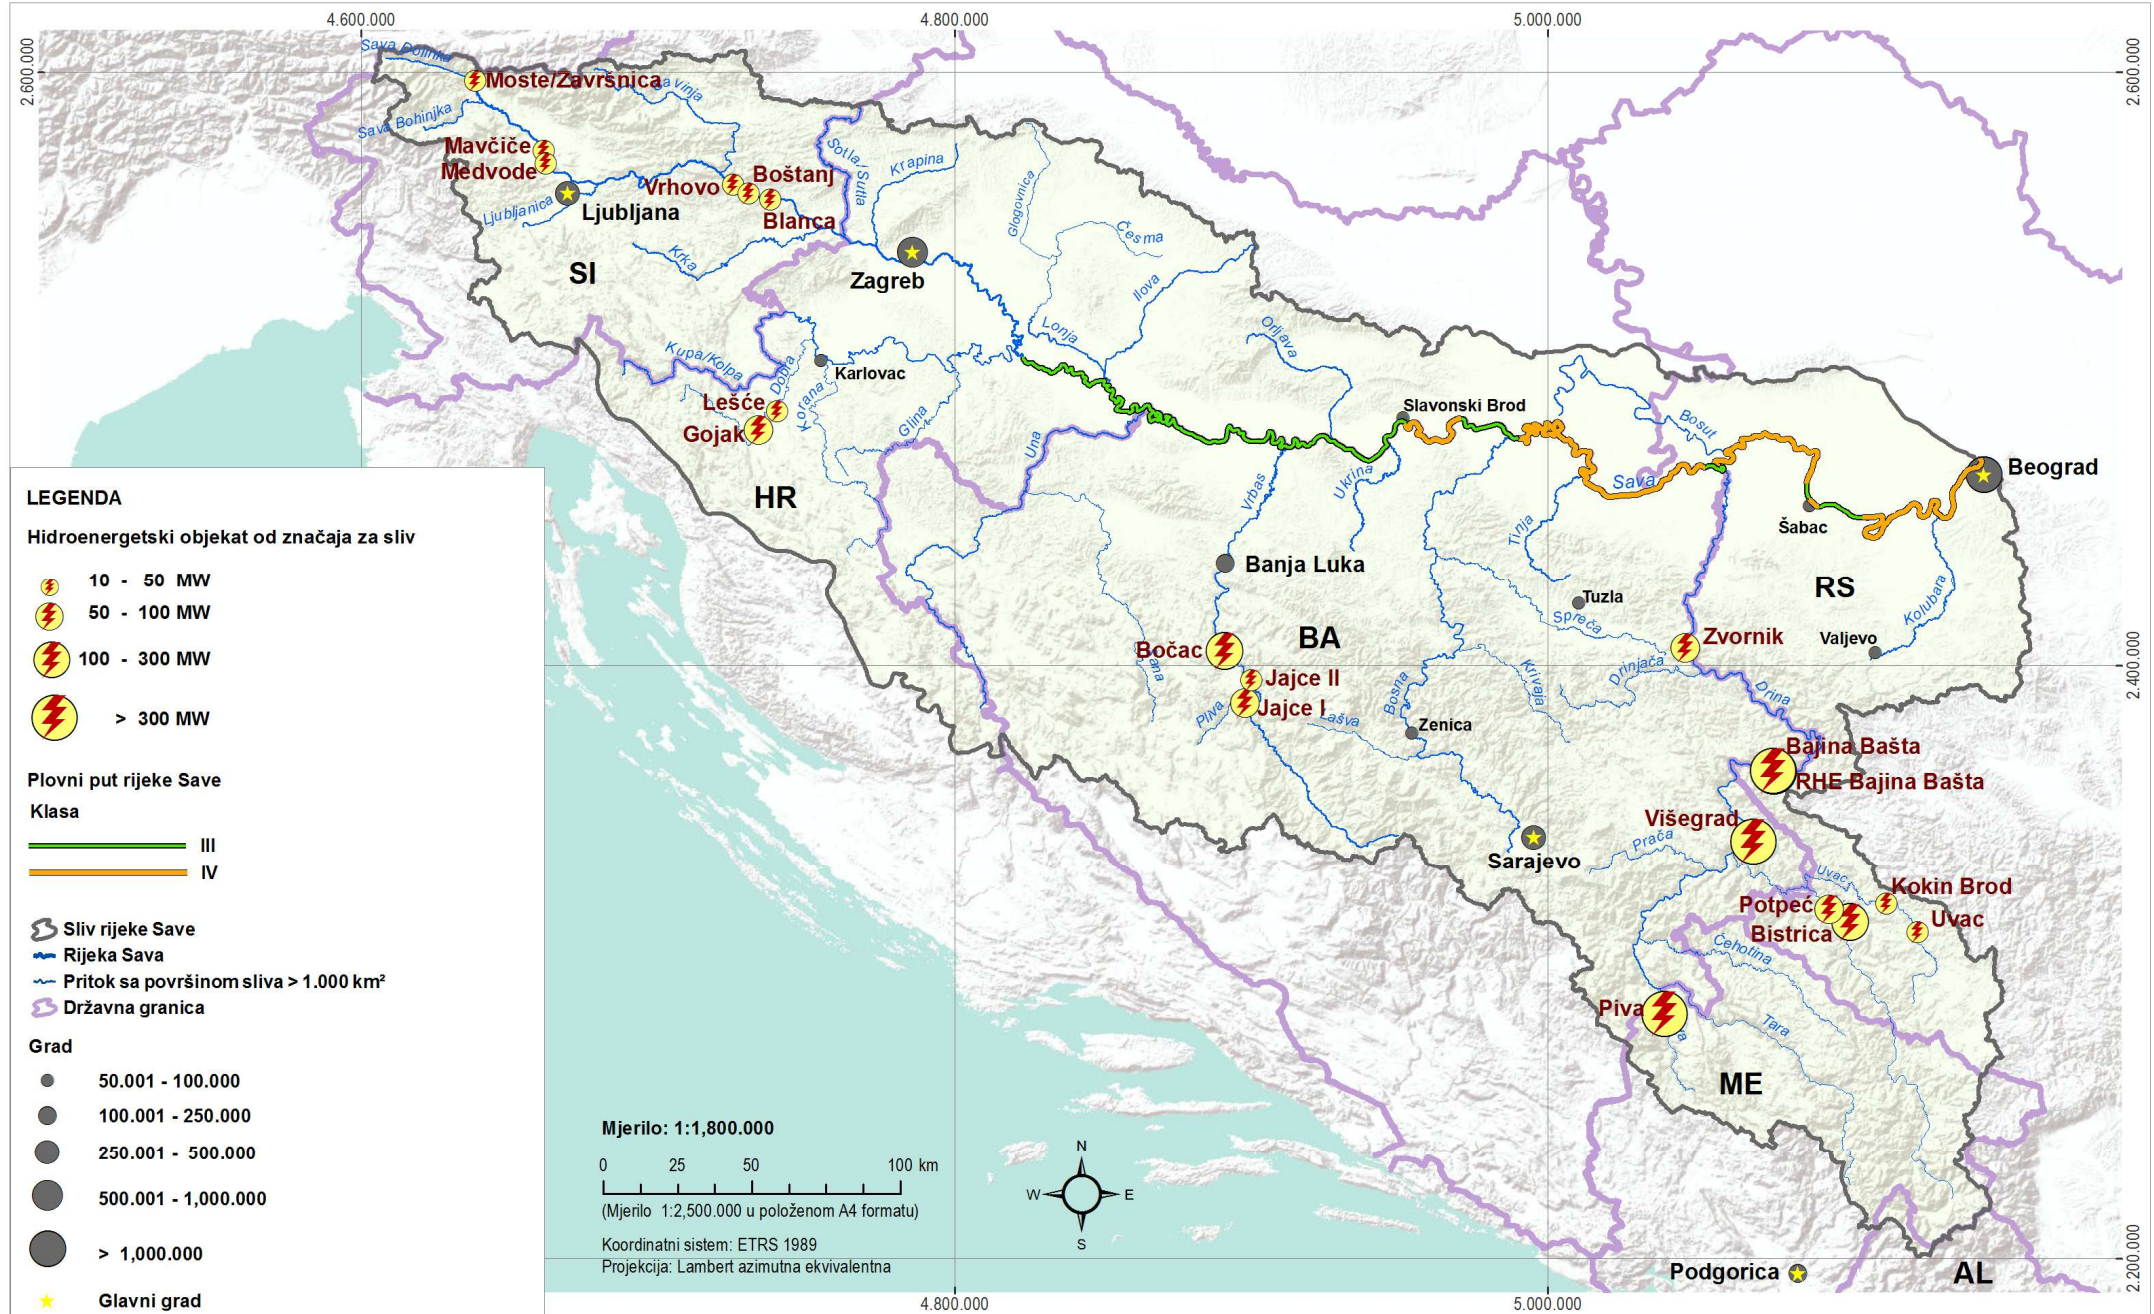 4.600.000
4.800.000
5.000.000
2.600.000
2.600.000
Sava Dolinka
Moste/Završnica
Savinja
Sava Bohinjka
Mavčiče
Medvode
Ljubljanica
Ljubljana
Vrhovo
Boštanj
Blanca
Sotla/Sutla
Krapina
Glogovnica
Česma
Krka
SI
Zagreb
Ilova
Lonja
Orljava
Kupa/Kolpa
Dobra
Karlovac
Korana
Lešće
Gojak
Glina
Una
HR
Slavonski Brod
Bosut
Sava
Beograd
Šabac
Vrbas
Ukrina
Tinja
Banja Luka
Tuzla
Spreča
RS
Kolubara
Valjevo
BA
Bočac
Zvornik
2.400.000
Drinjača
Krivaja
Drina
Jajce II
Jajce I
Pliva
Lašva
Bosna
Zenica
Bajina Bašta
RHE Bajina Bašta
Višegrad
Prača
Sarajevo
Uvac
Kokin Brod
Potpeć
Uvac
Bistrica
Ćehotina
Piva
Tara
ME
Podgorica
AL
2.200.000
4.800.000
5.000.000
LEGENDA
Hidroenergetski objekat od značaja za sliv
10 - 50 MW
50 - 100 MW
100 - 300 MW
> 300 MW
Plovni put rijeke Save
Klasa
III
IV
Sliv rijeke Save
Rijeka Sava
Pritok sa površinom sliva > 1.000 km²
Državna granica
Grad
50.001 - 100.000
100.001 - 250.000
250.001 - 500.000
500.001 - 1,000.000
> 1,000.000
Glavni grad
Mjerilo: 1:1,800.000
0 25 50 100 km
(Mjerilo 1:2,500.000 u položenom A4 formatu)
Koordinatni sistem: ETRS 1989
Projekcija: Lambert azimutna ekvivalentna
N
W
E
S